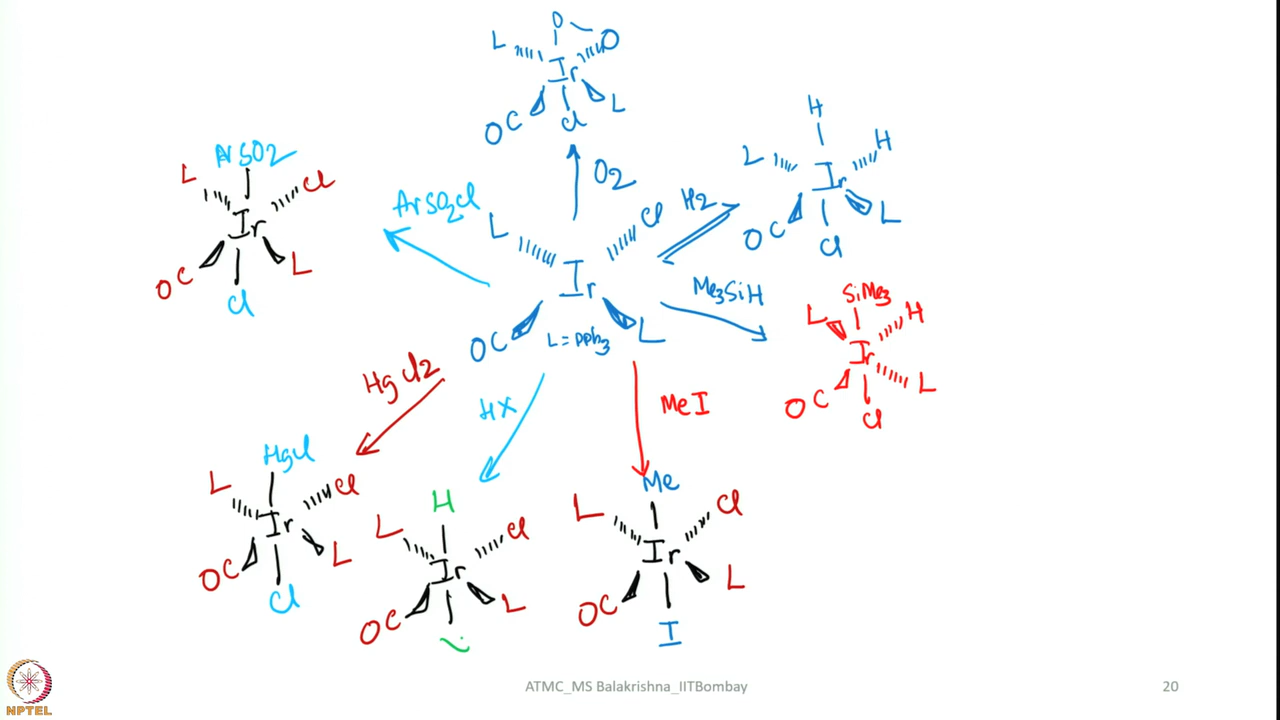 O
L O
Ir
OC Cl L
O2
ArSO2
L Cl
Ir
OC L
Cl
ArSO2Cl
L Cl
Ir
OC L
L = PPh3
H2
H
L H
Ir
OC L
Cl
Me3SiH
SiMe3
L H
Ir
OC L
Cl
HgCl2
HgCl
L Cl
Ir
OC L
Cl
HX
H
L Cl
Ir
OC L
MeI
Me
L Cl
Ir
OC L
I
NPTEL
ATMC_MS Balakrishna_IITBombay
20